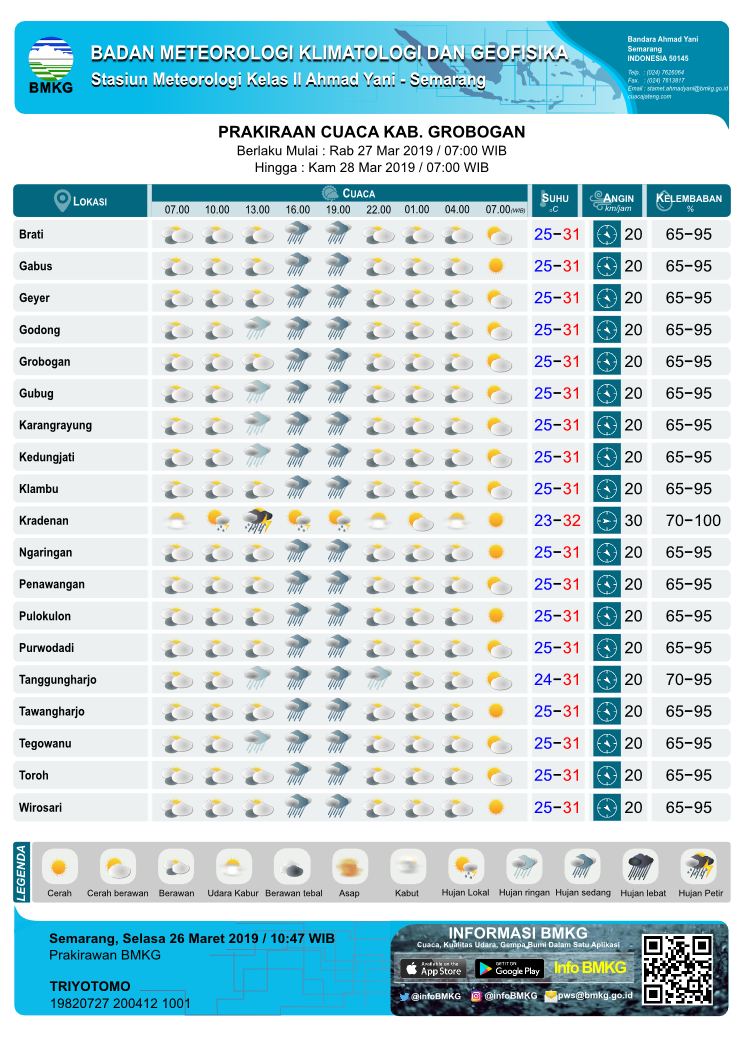 BMKG
BADAN METEOROLOGI KLIMATOLOGI DAN GEOFISIKA
Stasiun Meteorologi Kelas II Ahmad Yani - Semarang
Bandara Ahmad Yani
Semarang
INDONESIA 50145
Telp. : (024) 7626064
Fax. : (024) 7613817
Email : stamet.ahmadyani@bmkg.go.id
cuacajateng.com
PRAKIRAAN CUACA KAB. GROBOGAN
Berlaku Mulai : Rab 27 Mar 2019 / 07:00 WIB
Hingga : Kam 28 Mar 2019 / 07:00 WIB
LOKASI CUACA SUHU °C ANGIN km/jam KELEMBABAN %
07.00 10.00 13.00 16.00 19.00 22.00 01.00 04.00 07.00 (WIB)
Brati 25-31 20 65-95
Gabus 25-31 20 65-95
Geyer 25-31 20 65-95
Godong 25-31 20 65-95
Grobogan 25-31 20 65-95
Gubug 25-31 20 65-95
Karangrayung 25-31 20 65-95
Kedungjati 25-31 20 65-95
Klambu 25-31 20 65-95
Kradenan 23-32 30 70-100
Ngaringan 25-31 20 65-95
Penawangan 25-31 20 65-95
Pulokulon 25-31 20 65-95
Purwodadi 25-31 20 65-95
Tanggungharjo 24-31 20 70-95
Tawangharjo 25-31 20 65-95
Tegowanu 25-31 20 65-95
Toroh 25-31 20 65-95
Wirosari 25-31 20 65-95
LEGENDA
Cerah Cerah berawan Berawan Udara Kabur Berawan tebal Asap Kabut Hujan Lokal Hujan ringan Hujan sedang Hujan lebat Hujan Petir
Semarang, Selasa 26 Maret 2019 / 10:47 WIB
Prakirawan BMKG
TRIYOTOMO
19820727 200412 1001
INFORMASI BMKG
Cuaca, Kualitas Udara, Gempa Bumi Dalam Satu Aplikasi
Available on the App Store
GET IT ON Google Play
Info BMKG
@infoBMKG @infoBMKG pws@bmkg.go.id